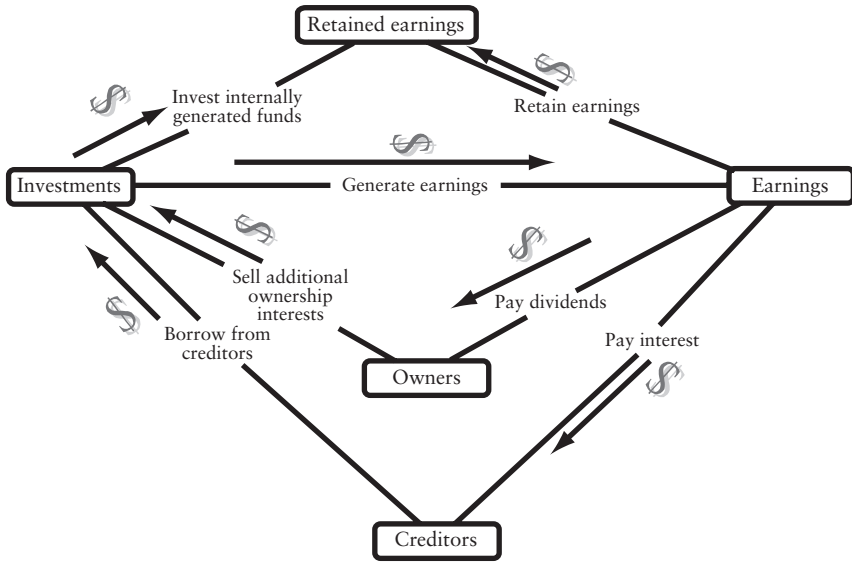 Retained earnings
$
$
Invest internally
generated funds
Retain earnings
$
Investments
Generate earnings
Earnings
$
$
Sell additional
ownership
interests
Pay dividends
$
Borrow from
creditors
Pay interest
$
Owners
Creditors